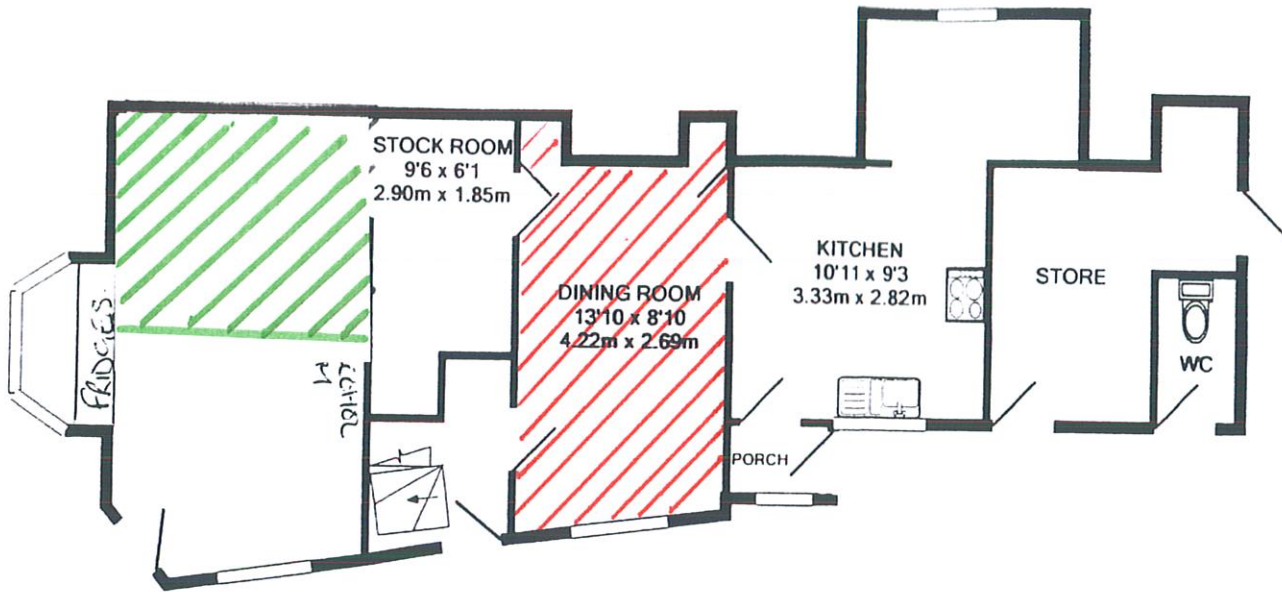 STOCK ROOM
9'6 x 6'1
2.90m x 1.85m
KITCHEN
10'11 x 9'3
3.33m x 2.82m
STORE
DINING ROOM
13'10 x 8'10
4.22m x 2.69m
FRIDGES.
WC
PORCH